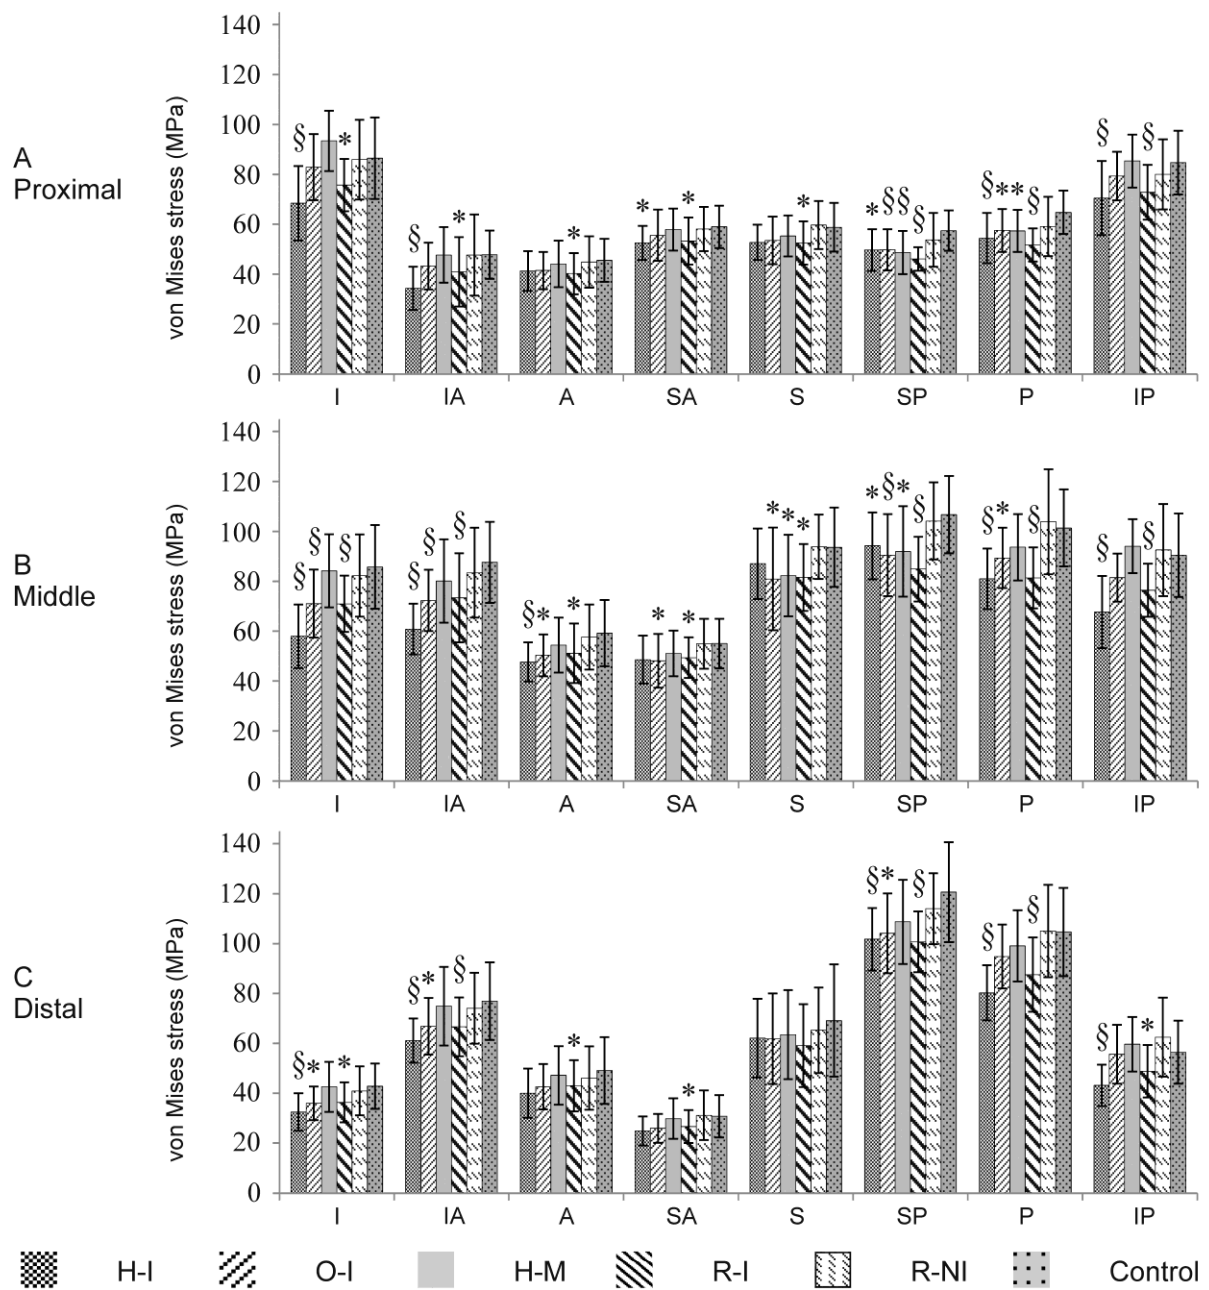 A
Proximal
von Mises stress (MPa)
140
120
100
80
60
40
20
0
§ * § * * * * * * §§ § § ** § § §
I IA A SA S SP P IP
B
Middle
von Mises stress (MPa)
140
120
100
80
60
40
20
0
§ § § § § § § * * * * * * * * § * § § * § § *
I IA A SA S SP P IP
C
Distal
von Mises stress (MPa)
140
120
100
80
60
40
20
0
§ * * § * § * * § * § § § § *
I IA A SA S SP P IP
H-I O-I H-M R-I R-NI Control